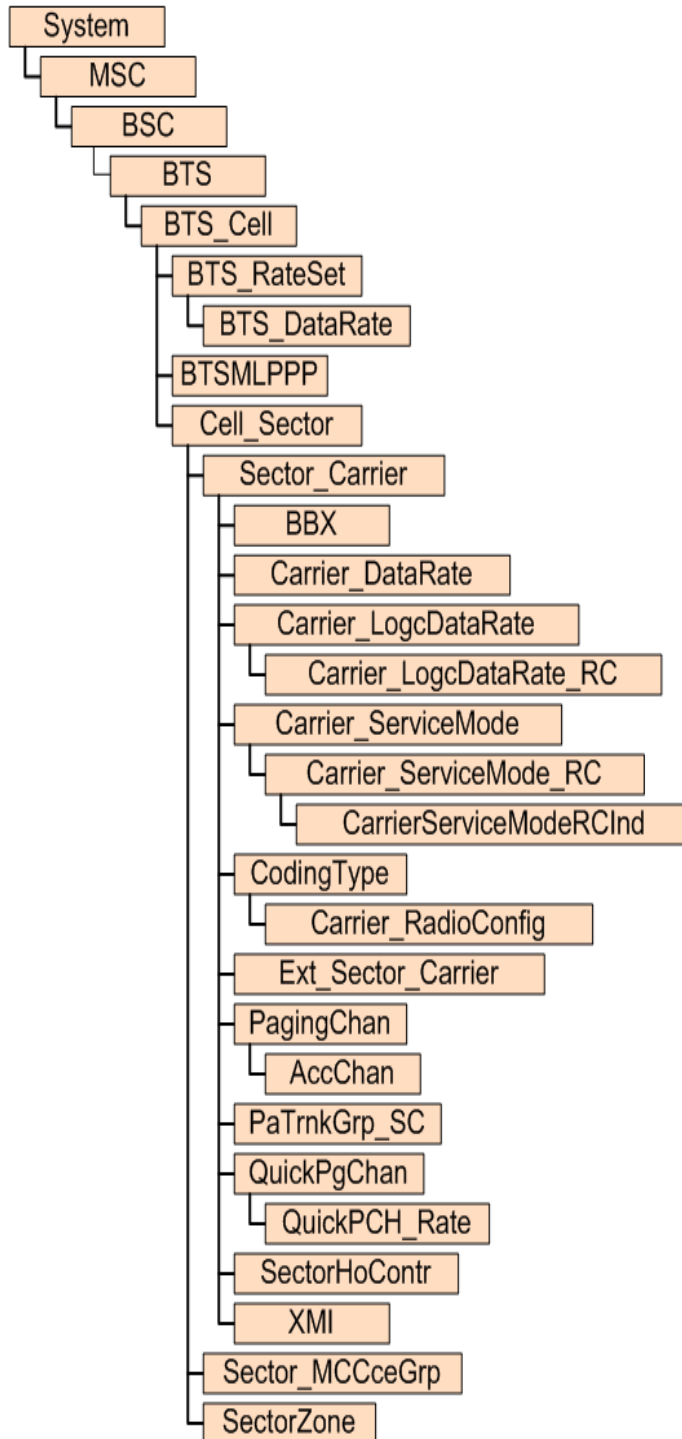 System
MSC
BSC
BTS
BTS_Cell
BTS_RateSet
BTS_DataRate
BTSMLPPP
Cell_Sector
Sector_Carrier
BBX
Carrier_DataRate
Carrier_LogcDataRate
Carrier_LogcDataRate_RC
Carrier_ServiceMode
Carrier_ServiceMode_RC
CarrierServiceModeRCInd
CodingType
Carrier_RadioConfig
Ext_Sector_Carrier
PagingChan
AccChan
PaTrnkGrp_SC
QuickPgChan
QuickPCH_Rate
SectorHoContr
XMI
Sector_MCCceGrp
SectorZone